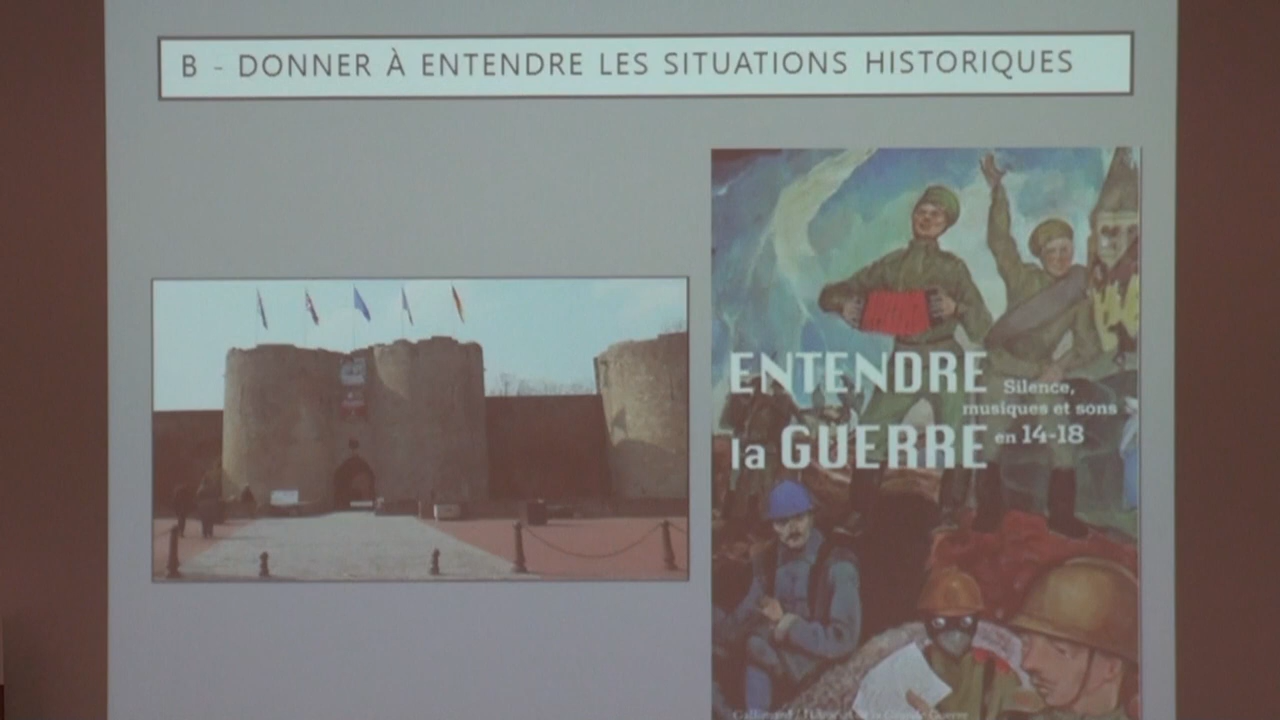 B - DONNER À ENTENDRE LES SITUATIONS HISTORIQUES
ENTENDRE
la GUERRE
Silence,
musiques et sons
en 14-18